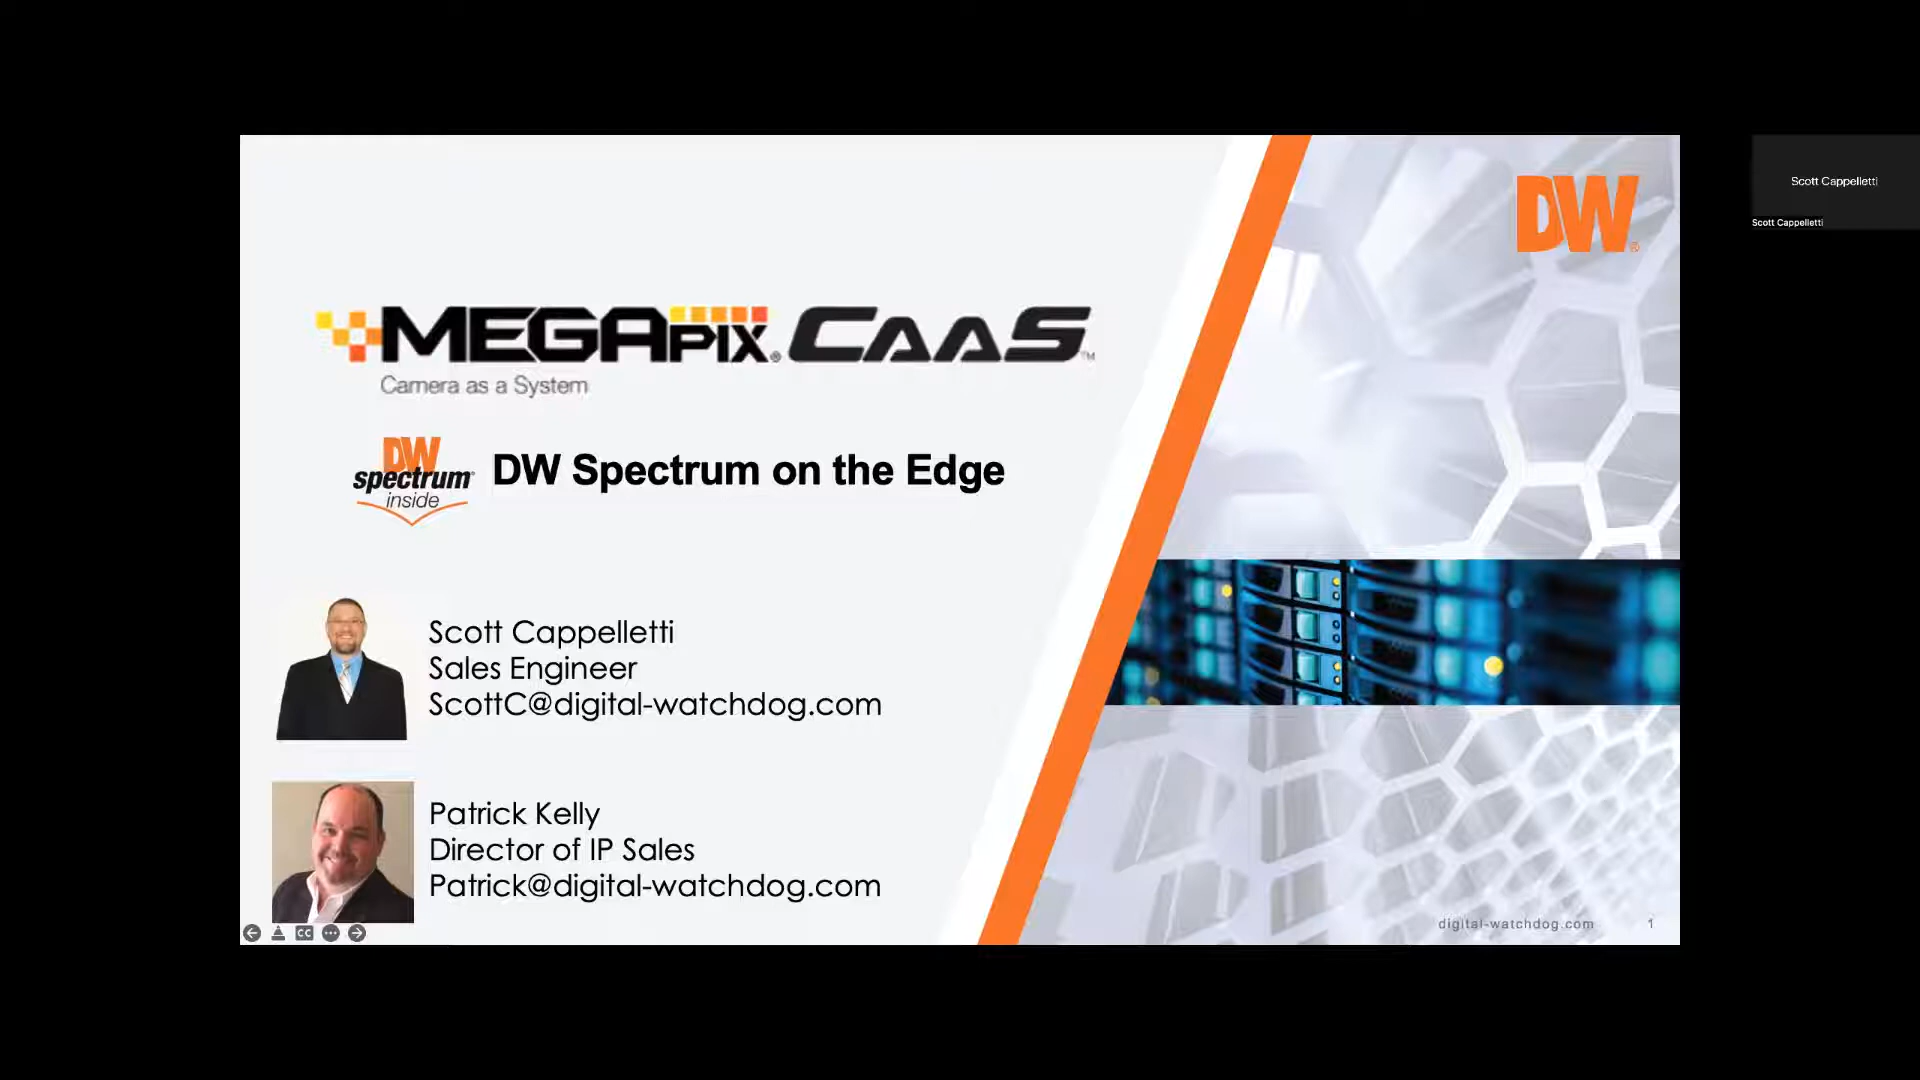 DW®
MEGAPIX® CAAS™
Camera as a System
DW
spectrum®
inside
DW Spectrum on the Edge
Scott Cappelletti
Sales Engineer
ScottC@digital-watchdog.com
Patrick Kelly
Director of IP Sales
Patrick@digital-watchdog.com
CC
digital-watchdog.com 1
Scott Cappelletti
Scott Cappelletti